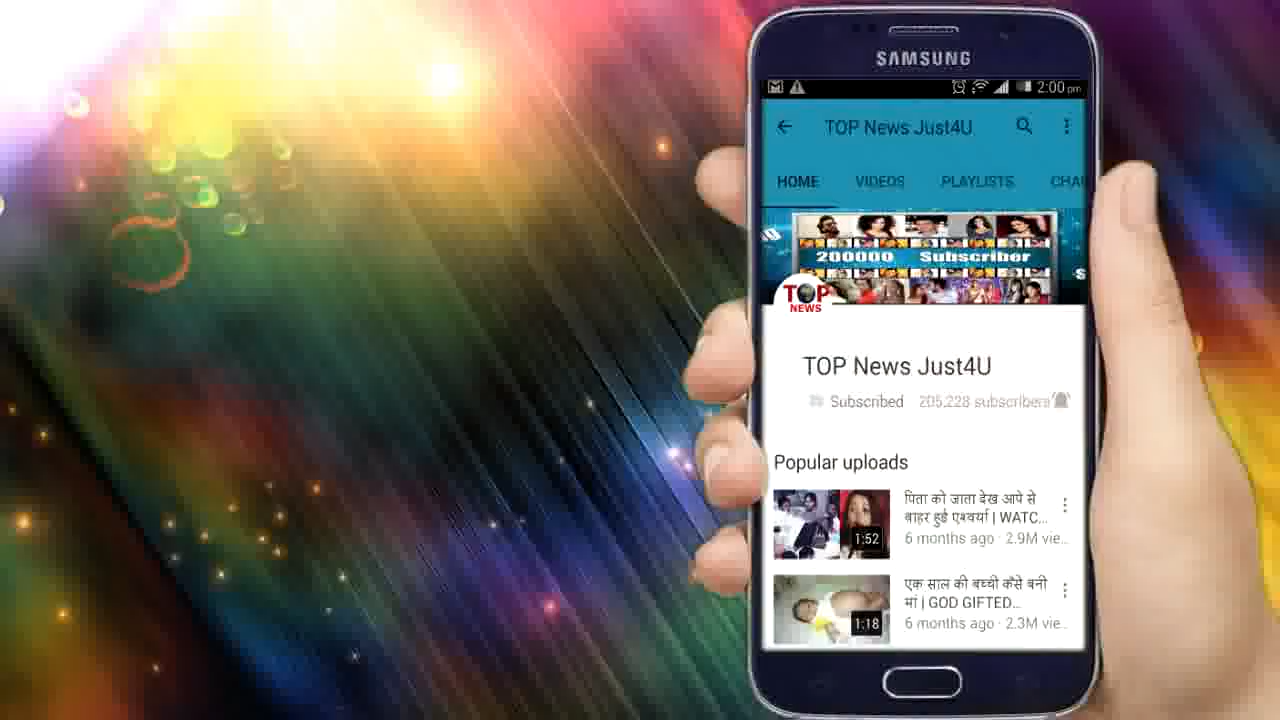 SAMSUNG
2:00 pm
TOP News Just4U
HOME VIDEOS PLAYLISTS CHA
200000 Subscriber
TOP
NEWS
TOP News Just4U
Subscribed 205,228 subscribers
Popular uploads
पिता को जाता देख आपे से
बाहर हुई एश्वर्या | WATC...
1:52
6 months ago · 2.9M vie..
एक साल की बच्ची कैसे बनी
मां | GOD GIFTED...
1:18
6 months ago · 2.3M vie..